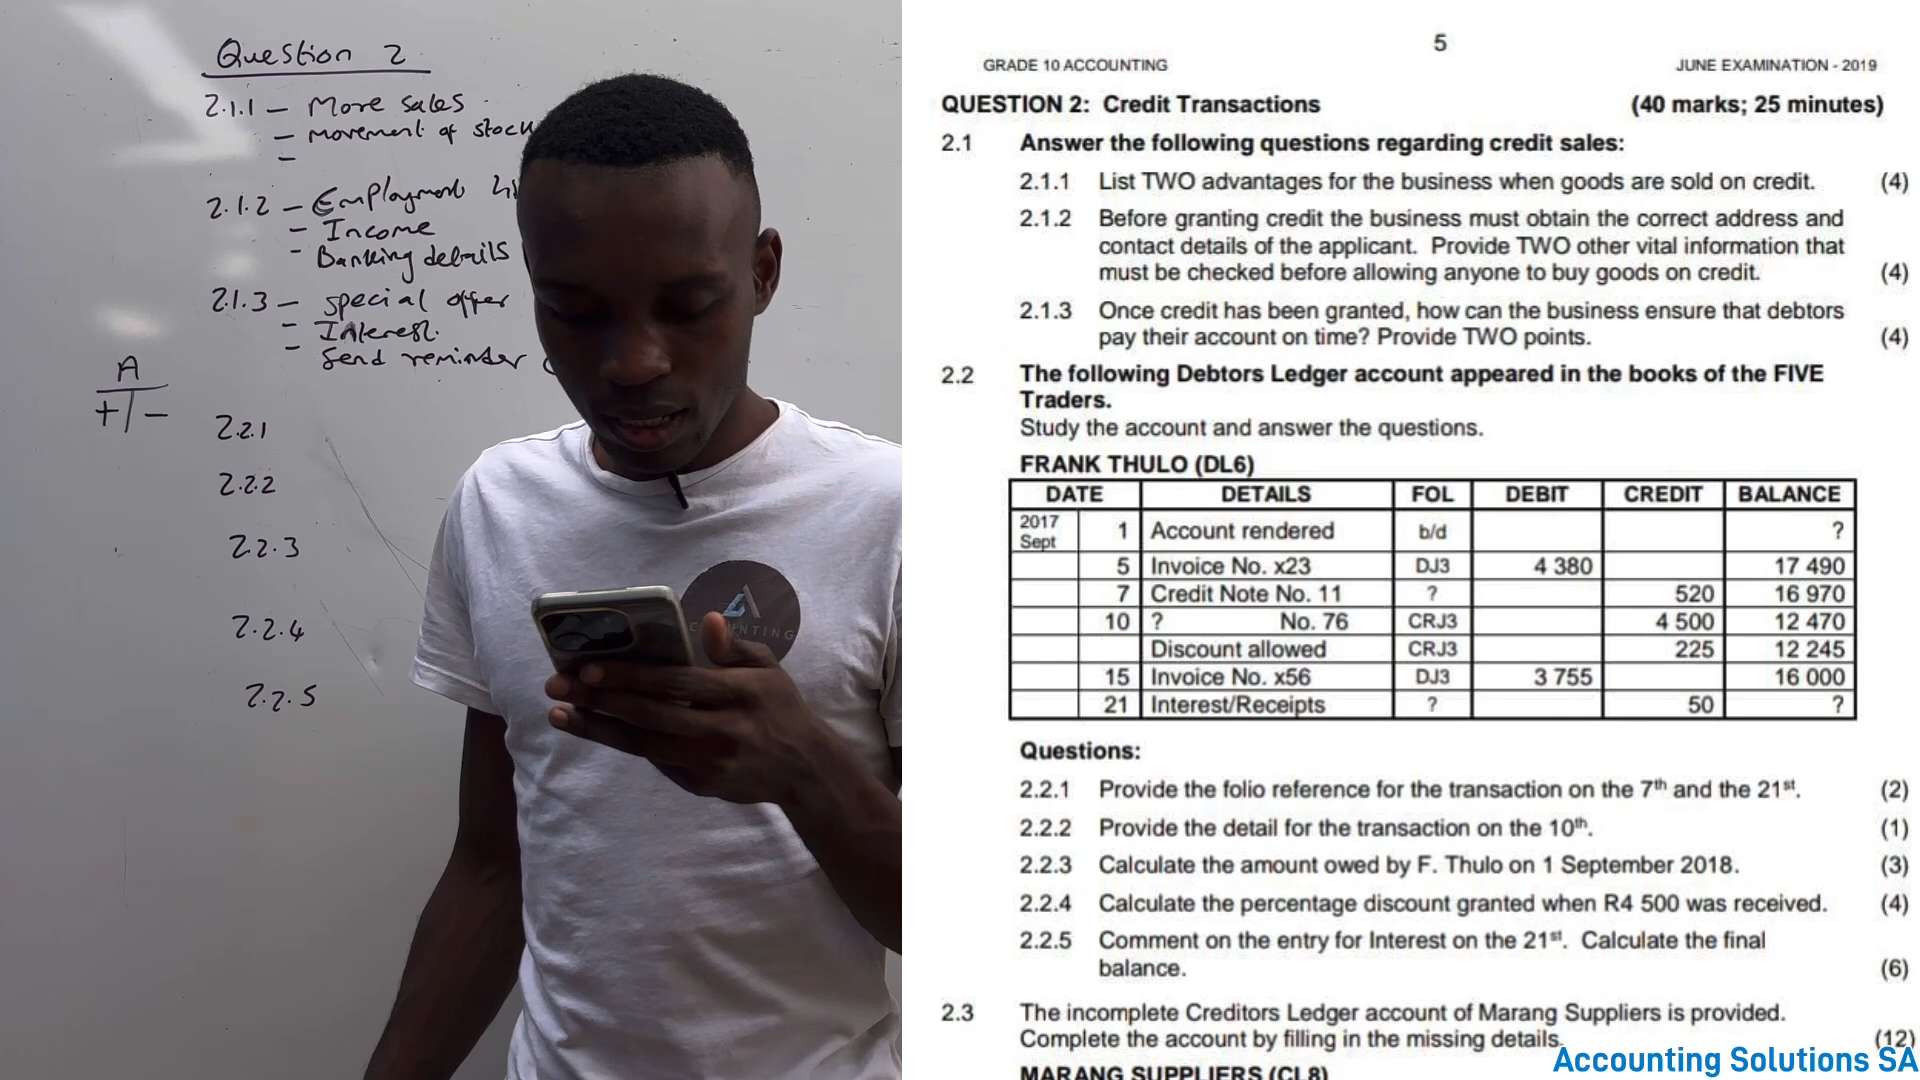 Question 2
2.1.1 – More sales
– movement of stock
–
2.1.2 – Employment
– Income
– Banking details
2.1.3 – special offer
– Interest.
– Send reminder
A
+ –
2.2.1
2.2.2
2.2.3
2.2.4
2.2.5
5
GRADE 10 ACCOUNTING JUNE EXAMINATION - 2019
QUESTION 2: Credit Transactions (40 marks; 25 minutes)
2.1 Answer the following questions regarding credit sales:
2.1.1 List TWO advantages for the business when goods are sold on credit. (4)
2.1.2 Before granting credit the business must obtain the correct address and
contact details of the applicant. Provide TWO other vital information that
must be checked before allowing anyone to buy goods on credit. (4)
2.1.3 Once credit has been granted, how can the business ensure that debtors
pay their account on time? Provide TWO points. (4)
2.2 The following Debtors Ledger account appeared in the books of the FIVE
Traders.
Study the account and answer the questions.
FRANK THULO (DL6)
DATE DETAILS FOL DEBIT CREDIT BALANCE
2017 Sept 1 Account rendered b/d ?
5 Invoice No. x23 DJ3 4 380 17 490
7 Credit Note No. 11 ? 520 16 970
10 ? No. 76 CRJ3 4 500 12 470
Discount allowed CRJ3 225 12 245
15 Invoice No. x56 DJ3 3 755 16 000
21 Interest/Receipts ? 50 ?
Questions:
2.2.1 Provide the folio reference for the transaction on the 7th and the 21st. (2)
2.2.2 Provide the detail for the transaction on the 10th. (1)
2.2.3 Calculate the amount owed by F. Thulo on 1 September 2018. (3)
2.2.4 Calculate the percentage discount granted when R4 500 was received. (4)
2.2.5 Comment on the entry for Interest on the 21st. Calculate the final
balance. (6)
2.3 The incomplete Creditors Ledger account of Marang Suppliers is provided.
Complete the account by filling in the missing details. (12)
MARANG SUPPLIERS (CL8)
Accounting Solutions SA